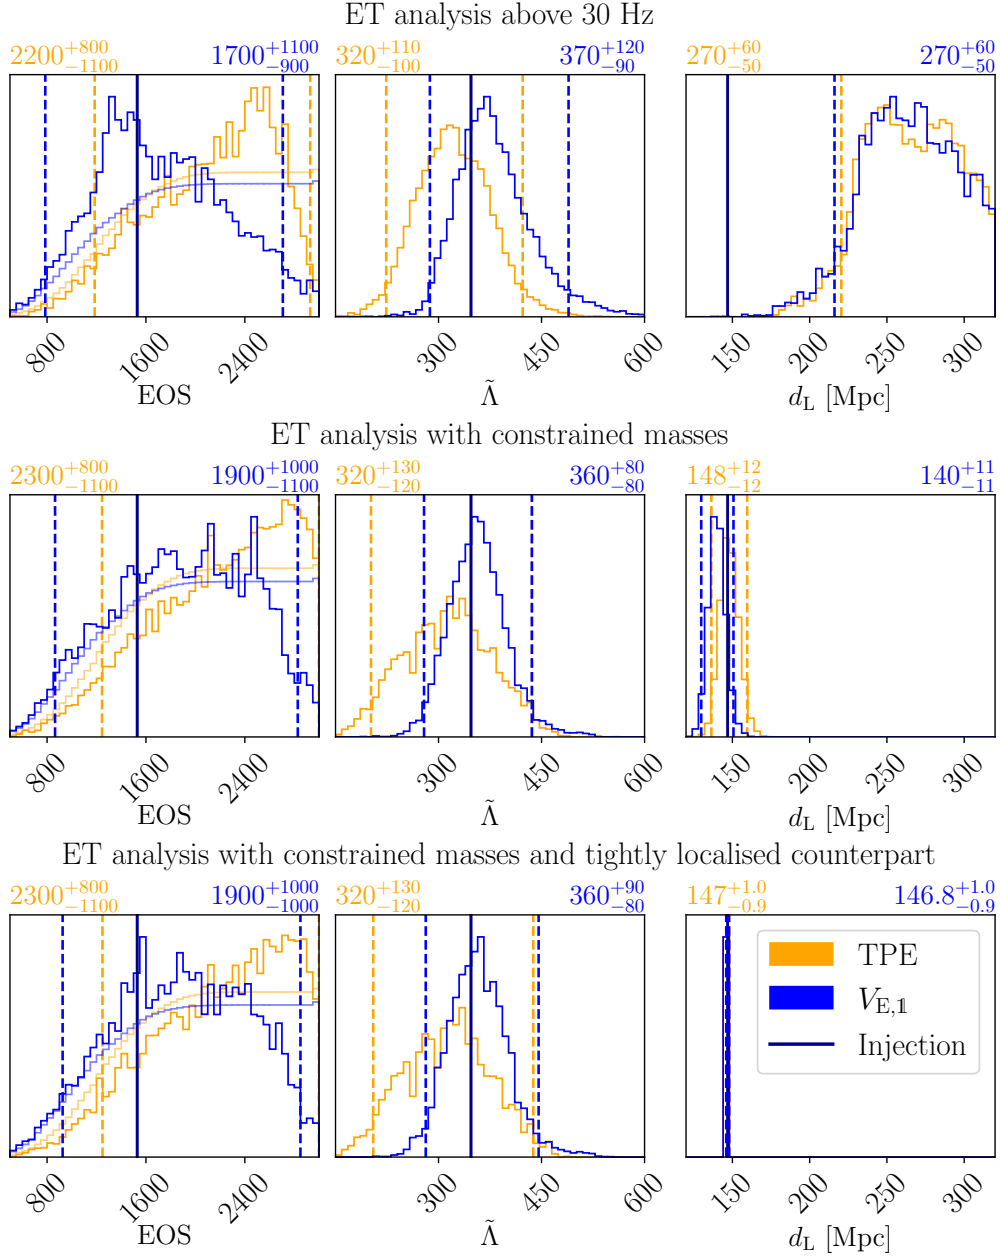 ET analysis above 30 Hz
2200^{+800}_{-1100} 1700^{+1100}_{-900} 320^{+110}_{-100} 370^{+120}_{-90} 270^{+60}_{-50} 270^{+60}_{-50}
800 1600 2400 300 450 600 200 250 300
EOS Λ̃ d_L [Mpc]
ET analysis with constrained masses
2300^{+800}_{-1100} 1900^{+1000}_{-1100} 320^{+130}_{-120} 360^{+80}_{-80} 148^{+12}_{-12} 140^{+11}_{-11}
800 1600 2400 300 450 600 150 200 250 300
EOS Λ̃ d_L [Mpc]
ET analysis with constrained masses and tightly localised counterpart
2300^{+800}_{-1100} 1900^{+1000}_{-1000} 320^{+130}_{-120} 360^{+90}_{-80} 147^{+1.0}_{-0.9} 146.8^{+1.0}_{-0.9}
TPE
V_{E,𝟙}
Injection
800 1600 2400 300 450 600 150 200 250 300
EOS Λ̃ d_L [Mpc]